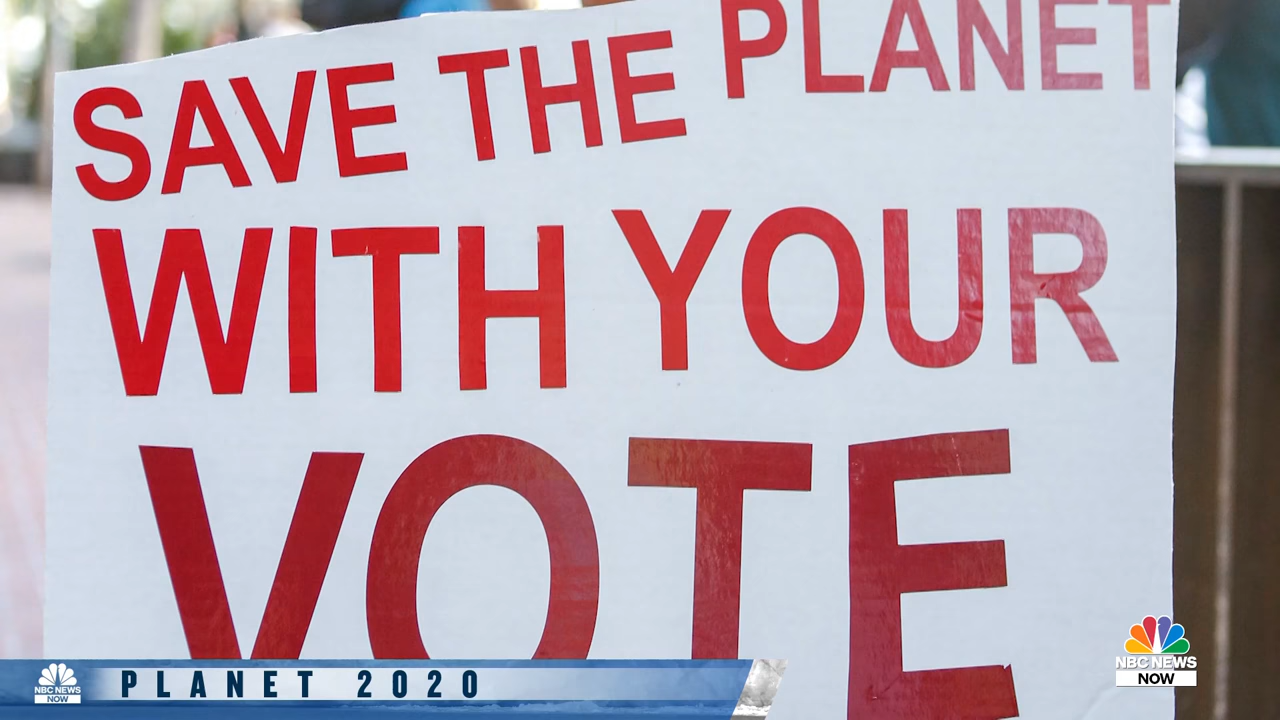 SAVE THE PLANET
WITH YOUR
VOTE
NBC NEWS
NOW
PLANET 2020
NBC NEWS
NOW